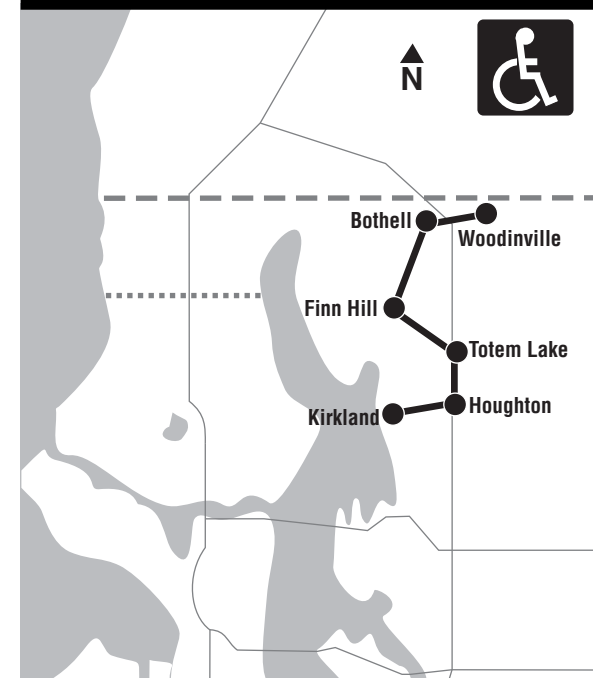 N
Bothell
Woodinville
Finn Hill
Totem Lake
Houghton
Kirkland